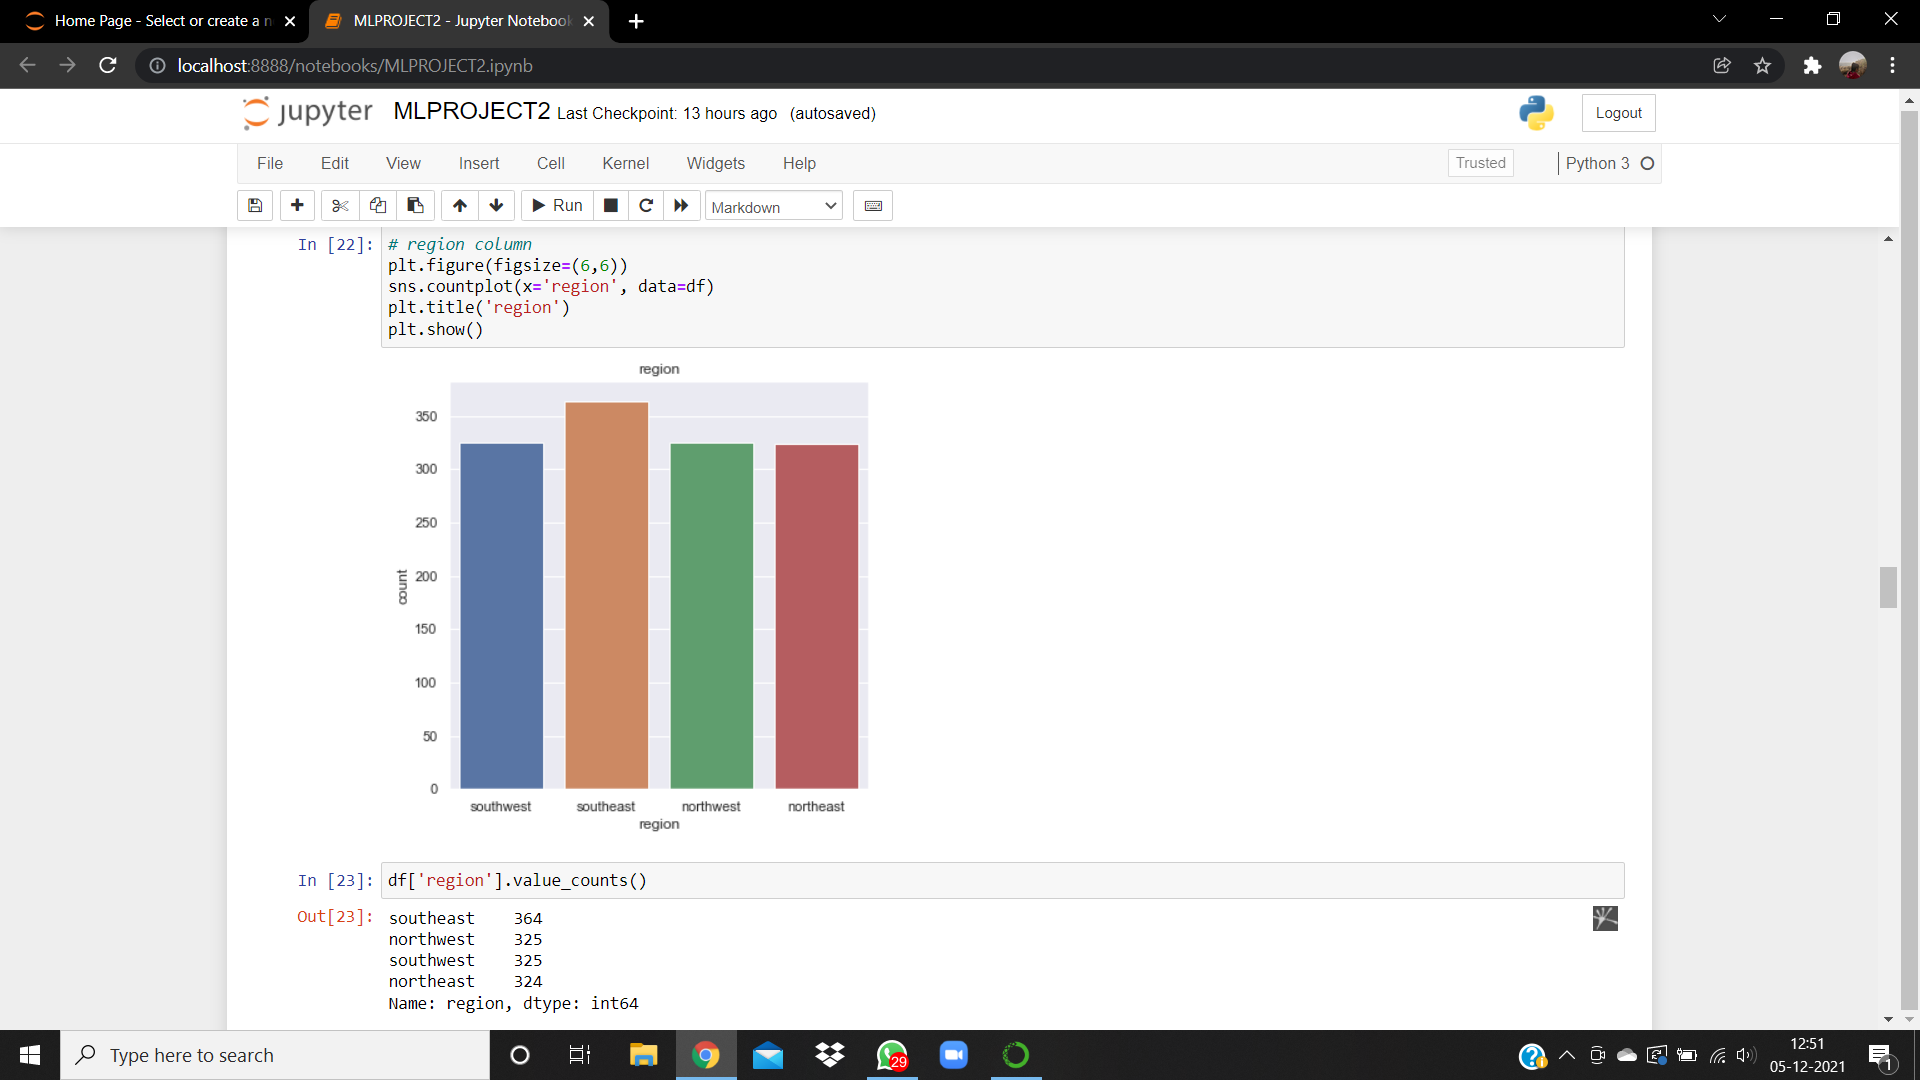 Home Page - Select or create a n
MLPROJECT2 - Jupyter Notebook
localhost:8888/notebooks/MLPROJECT2.ipynb
jupyter MLPROJECT2 Last Checkpoint: 13 hours ago (autosaved)
Logout
File Edit View Insert Cell Kernel Widgets Help
Trusted
Python 3
Run
Markdown
In [22]: # region column
plt.figure(figsize=(6,6))
sns.countplot(x='region', data=df)
plt.title('region')
plt.show()
region
350
300
250
200
150
100
50
0
count
southwest southeast northwest northeast
region
In [23]: df['region'].value_counts()
Out[23]: southeast 364
northwest 325
southwest 325
northeast 324
Name: region, dtype: int64
Type here to search
29
12:51
05-12-2021
1